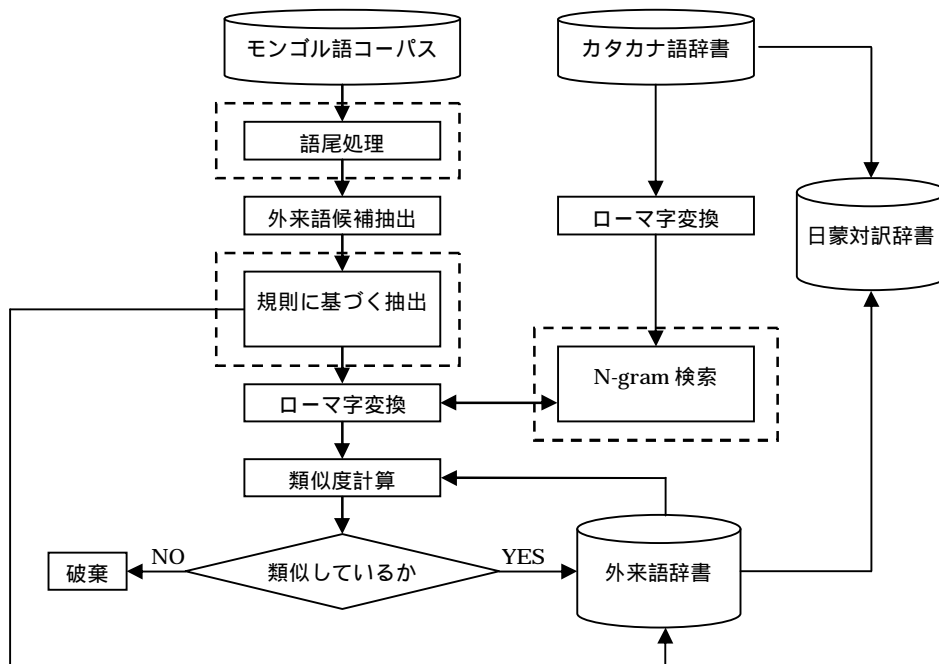 モンゴル語コーパス
カタカナ語辞書
語尾処理
外来語候補抽出
ローマ字変換
日蒙対訳辞書
規則に基づく抽出
N-gram 検索
ローマ字変換
類似度計算
破棄
NO
類似しているか
YES
外来語辞書